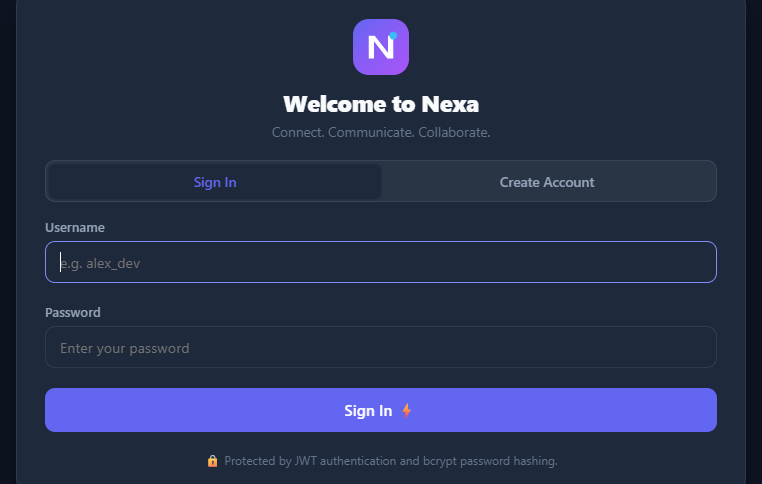 N
Welcome to Nexa
Connect. Communicate. Collaborate.
Sign In
Create Account
Username
e.g. alex_dev
Password
Enter your password
Sign In ⚡
🔒 Protected by JWT authentication and bcrypt password hashing.